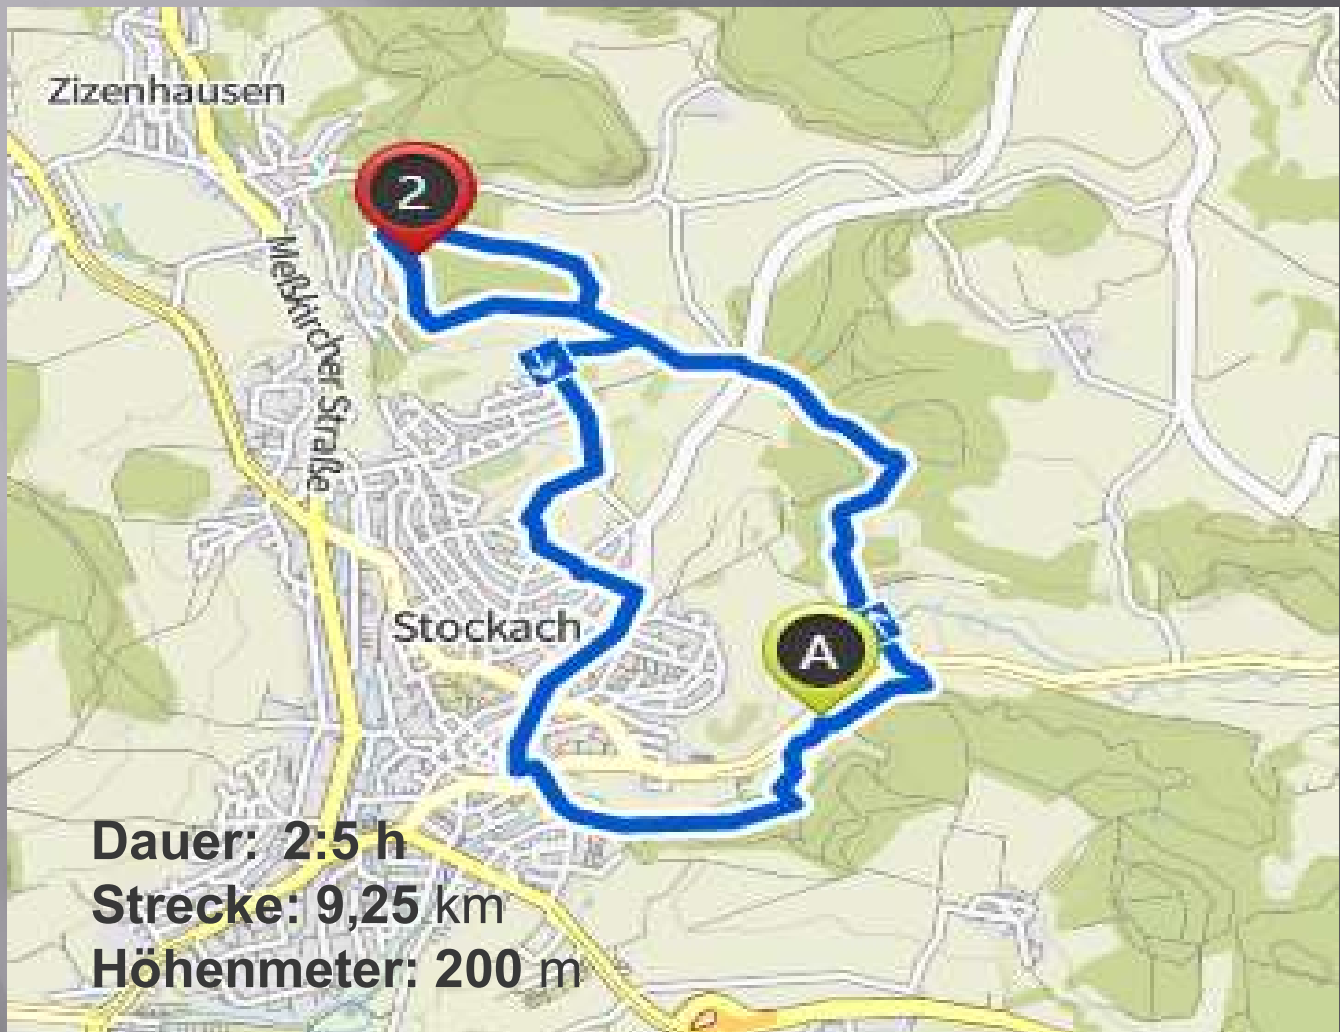 Zizenhausen
2
Meßkircher Straße
Stockach
A
Dauer: 2:5 h
Strecke: 9,25 km
Höhenmeter: 200 m